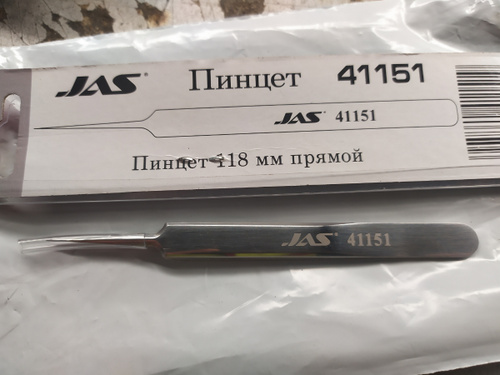 JAS® Пинцет 41151
JAS® 41151
Пинцет 118 мм прямой
JAS® 41151